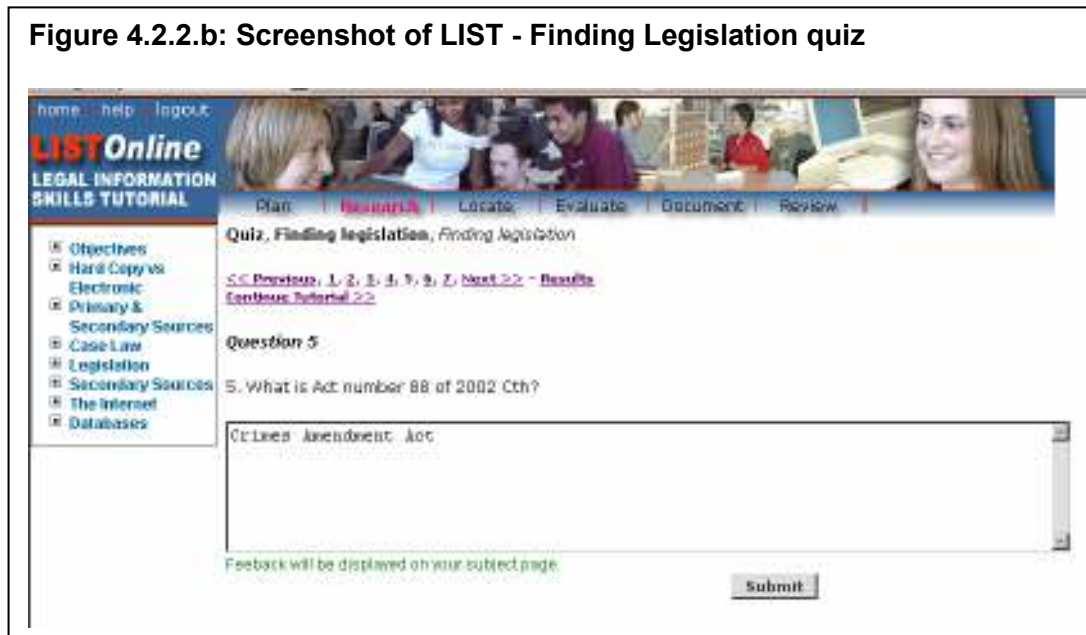 Figure 4.2.2.b: Screenshot of LIST - Finding Legislation quiz
home help logout
LISTOnline
LEGAL INFORMATION
SKILLS TUTORIAL
Plan | Research | Locate | Evaluate | Document | Review |
Objectives
Hard Copy vs
Electronic
Primary &
Secondary Sources
Case Law
Legislation
Secondary Sources
The Internet
Databases
Quiz, Finding legislation, Finding legislation
<< Previous, 1, 2, 3, 4, 5, 6, 7, Next >> - Results
Continue Tutorial >>
Question 5
5. What is Act number 88 of 2002 Cth?
Crimes Amendment Act
Feeback will be displayed on your subject page.
Submit